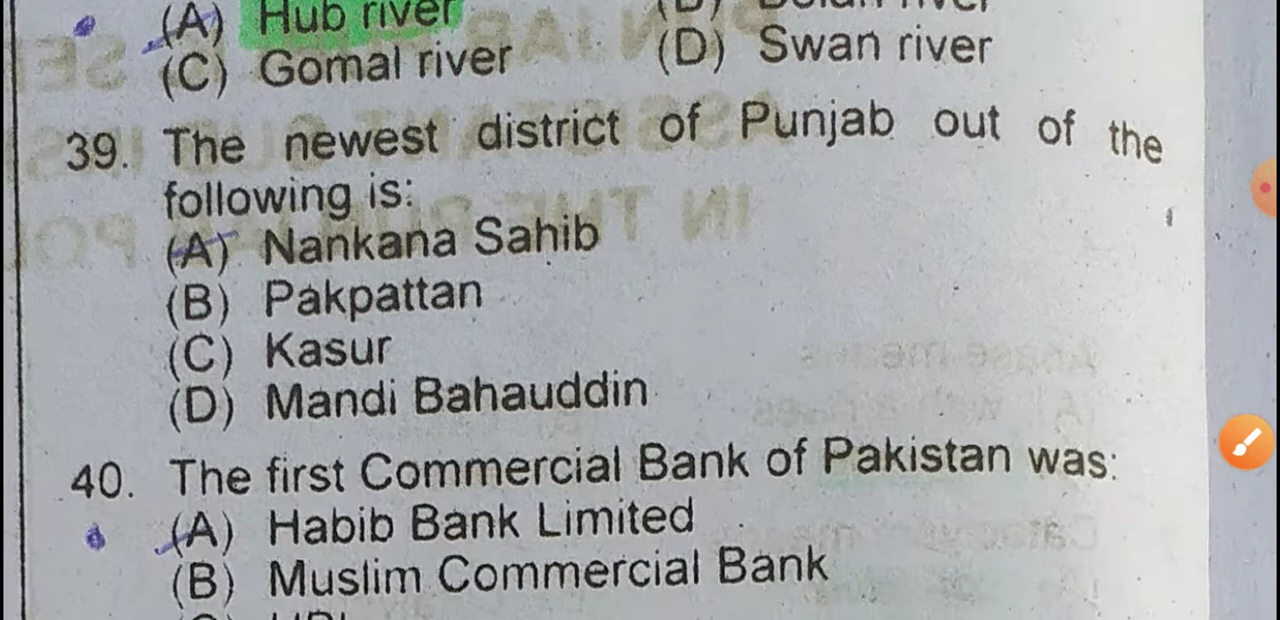 (A) Hub river
(C) Gomal river (D) Swan river
39. The newest district of Punjab out of the
following is:
(A) Nankana Sahib
(B) Pakpattan
(C) Kasur
(D) Mandi Bahauddin
40. The first Commercial Bank of Pakistan was:
(A) Habib Bank Limited
(B) Muslim Commercial Bank